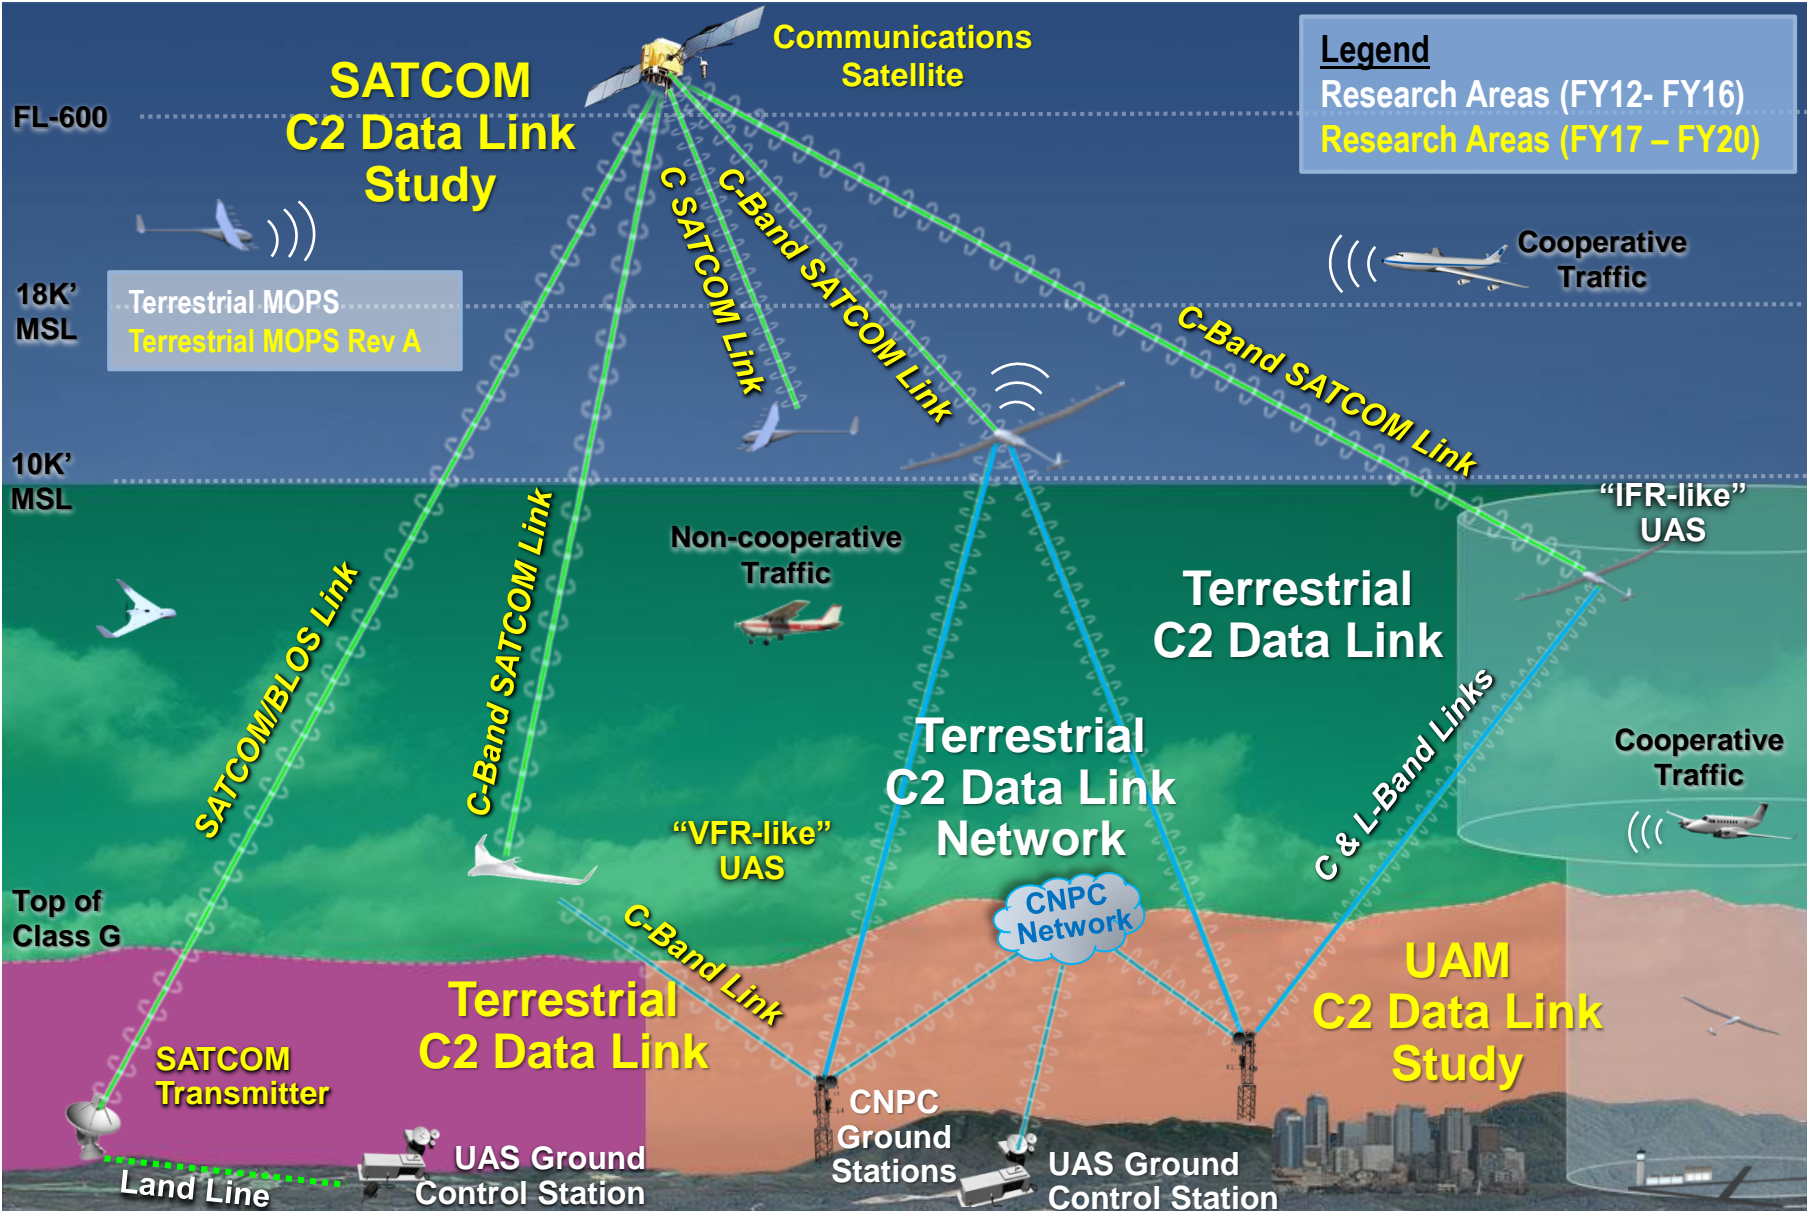 Communications
Satellite
Legend
Research Areas (FY12- FY16)
Research Areas (FY17 – FY20)
SATCOM
C2 Data Link
Study
FL-600
C SATCOM Link
C-Band SATCOM Link
C-Band SATCOM Link
Cooperative
Traffic
18K’
MSL
Terrestrial MOPS
Terrestrial MOPS Rev A
10K’
MSL
“IFR-like”
UAS
Non-cooperative
Traffic
C-Band SATCOM Link
SATCOM/BLOS Link
Terrestrial
C2 Data Link
C & L-Band Links
Terrestrial
C2 Data Link
Network
Cooperative
Traffic
“VFR-like”
UAS
Top of
Class G
C-Band Link
CNPC
Network
UAM
C2 Data Link
Study
Terrestrial
C2 Data Link
SATCOM
Transmitter
CNPC
Ground
Stations
UAS Ground
Control Station
UAS Ground
Control Station
Land Line